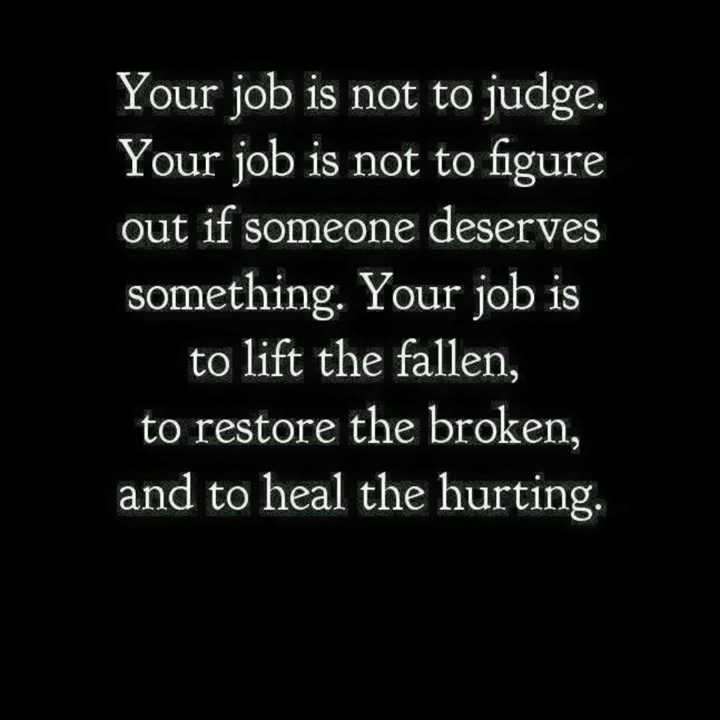 Your job is not to judge.
Your job is not to figure
out if someone deserves
something. Your job is
to lift the fallen,
to restore the broken,
and to heal the hurting.